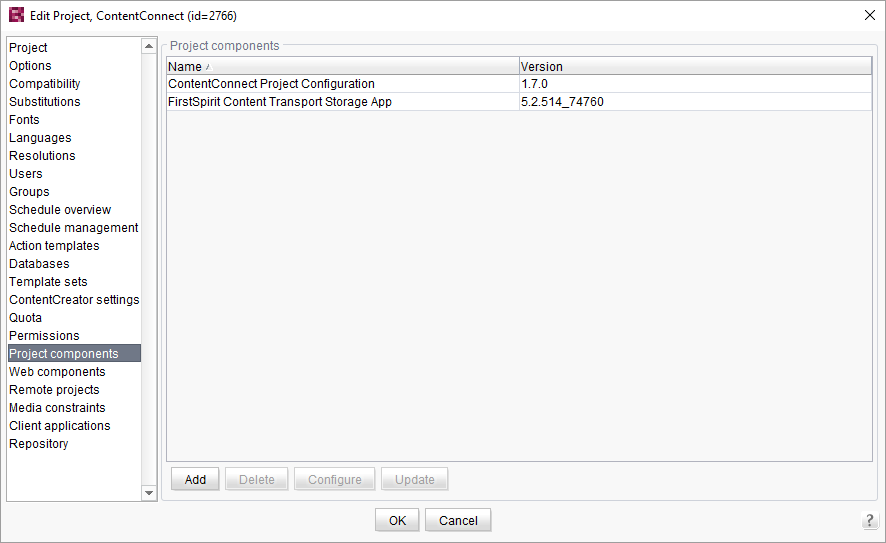 Edit Project, ContentConnect (id=2766)
Project
Options
Compatibility
Substitutions
Fonts
Languages
Resolutions
Users
Groups
Schedule overview
Schedule management
Action templates
Databases
Template sets
ContentCreator settings
Quota
Permissions
Project components
Web components
Remote projects
Media constraints
Client applications
Repository
Project components
Name Version
ContentConnect Project Configuration 1.7.0
FirstSpirit Content Transport Storage App 5.2.514_74760
Add Delete Configure Update
OK Cancel ?